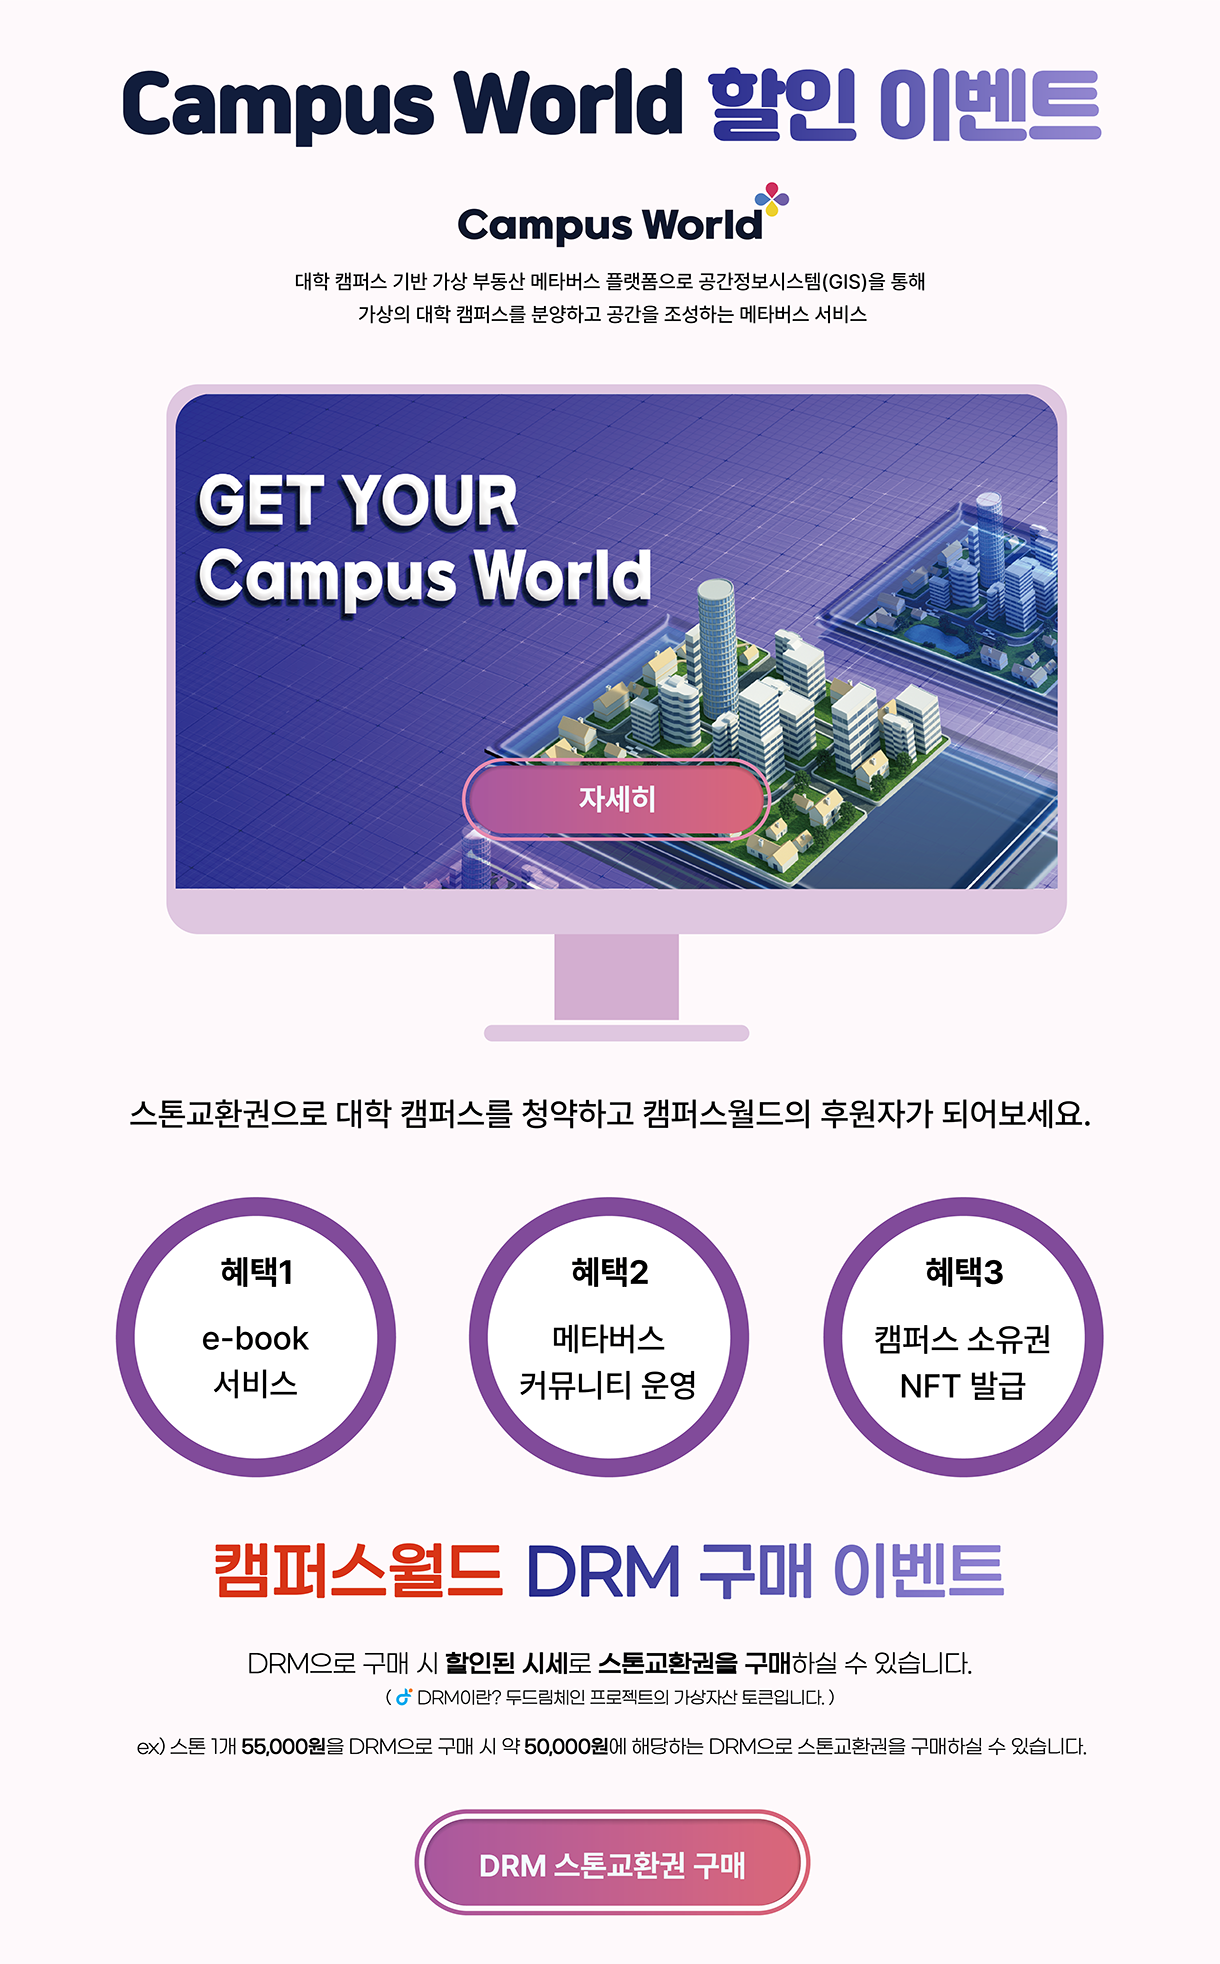 Campus World 할인 이벤트
Campus World
대학 캠퍼스 기반 가상 부동산 메타버스 플랫폼으로 공간정보시스템(GIS)을 통해
가상의 대학 캠퍼스를 분양하고 공간을 조성하는 메타버스 서비스
GET YOUR
Campus World
자세히
스톤교환권으로 대학 캠퍼스를 청약하고 캠퍼스월드의 후원자가 되어보세요.
혜택1
e-book
서비스
혜택2
메타버스
커뮤니티 운영
혜택3
캠퍼스 소유권
NFT 발급
캠퍼스월드 DRM 구매 이벤트
DRM으로 구매 시 할인된 시세로 스톤교환권을 구매하실 수 있습니다.
( DRM이란? 두드림체인 프로젝트의 가상자산 토큰입니다. )
ex) 스톤 1개 55,000원을 DRM으로 구매 시 약 50,000원에 해당하는 DRM으로 스톤교환권을 구매하실 수 있습니다.
DRM 스톤교환권 구매